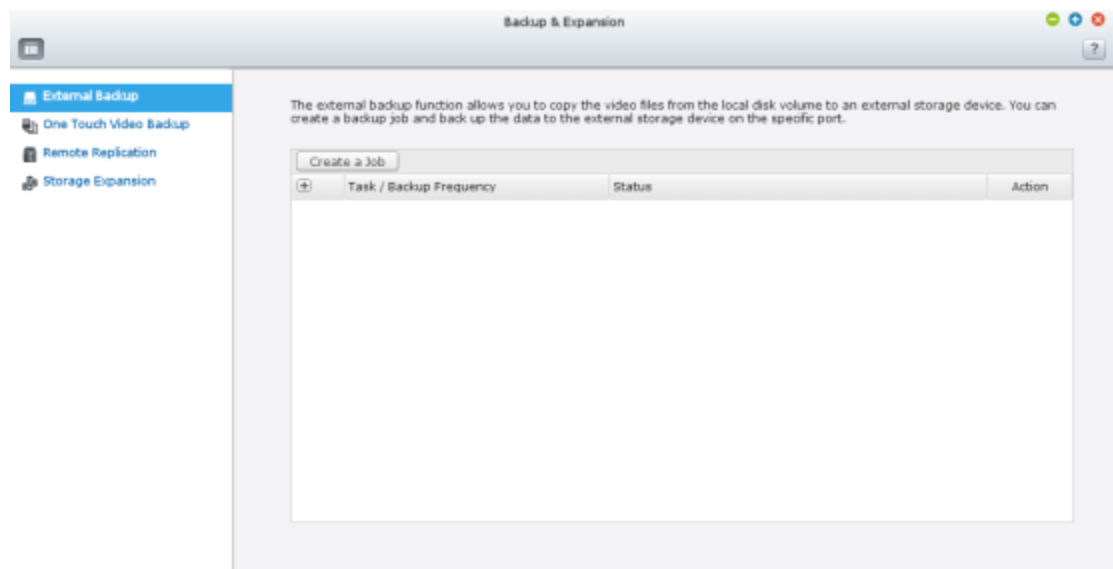 Backup & Expansion
?
External Backup
One Touch Video Backup
Remote Replication
Storage Expansion
The external backup function allows you to copy the video files from the local disk volume to an external storage device. You can
create a backup job and back up the data to the external storage device on the specific port.
Create a Job
Task / Backup Frequency Status Action